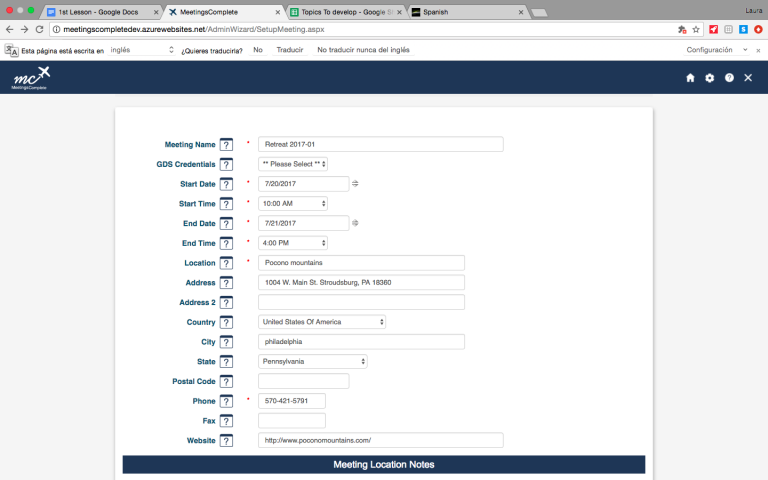 1st Lesson - Google Docs
MeetingsComplete
Topics To develop - Google S
Spanish
Laura
meetingscompletedev.azurewebsites.net/AdminWizard/SetupMeeting.aspx
Esta página está escrita en inglés ¿Quieres traducirla? No Traducir No traducir nunca del inglés Configuración
mc
MeetingsComplete
Meeting Name ? * Retreat 2017-01
GDS Credentials ? ** Please Select **
Start Date ? * 7/20/2017
Start Time ? * 10:00 AM
End Date ? * 7/21/2017
End Time ? * 4:00 PM
Location ? * Pocono mountains
Address ? 1004 W. Main St. Stroudsburg, PA 18360
Address 2 ?
Country ? United States Of America
City ? philadelphia
State ? Pennsylvania
Postal Code ?
Phone ? * 570-421-5791
Fax ?
Website ? http://www.poconomountains.com/
Meeting Location Notes